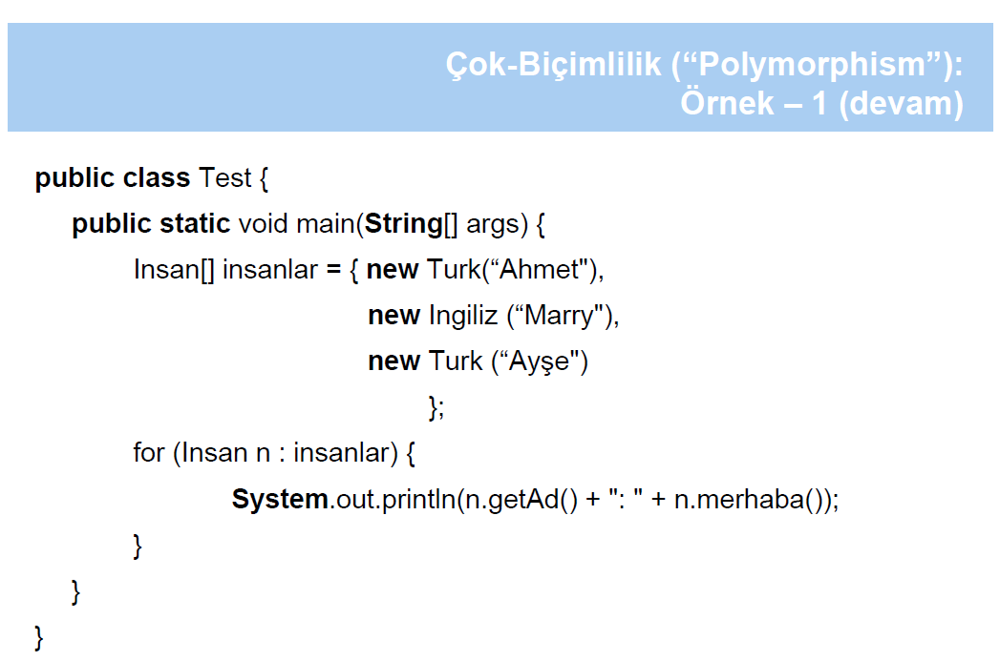 Çok-Biçimlilik (“Polymorphism”):
Örnek – 1 (devam)
public class Test {
public static void main(String[] args) {
Insan[] insanlar = { new Turk(“Ahmet"),
new Ingiliz (“Marry"),
new Turk (“Ayşe")
};
for (Insan n : insanlar) {
System.out.println(n.getAd() + ": " + n.merhaba());
}
}
}